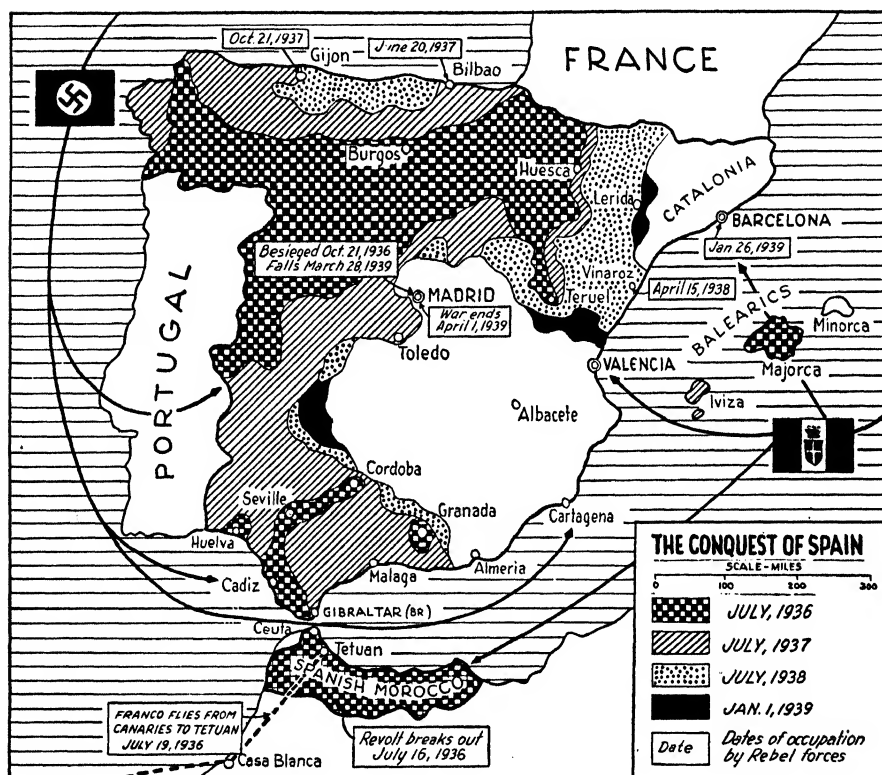 Oct. 21, 1937
June 20, 1937
Gijon
Bilbao
FRANCE
Burgos
Huesca
Lerida
CATALONIA
BARCELONA
Jan 26, 1939
Besieged Oct. 21, 1936
Falls March 28, 1939
MADRID
War ends
April 1, 1939
Vinaroz
Teruel
April 15, 1938
BALEARICS
Minorca
Majorca
Iviza
PORTUGAL
Toledo
VALENCIA
Albacete
Cordoba
Seville
Granada
Cartagena
Huelva
Cadiz
Malaga
Almeria
GIBRALTAR (BR)
Ceuta
Tetuan
SPANISH MOROCCO
FRANCO FLIES FROM
CANARIES TO TETUAN
JULY 19, 1936
Revolt breaks out
July 16, 1936
Casa Blanca
THE CONQUEST OF SPAIN
SCALE-MILES
0 100 200 300
JULY, 1936
JULY, 1937
JULY, 1938
JAN. 1, 1939
Date
Dates of occupation
by Rebel forces